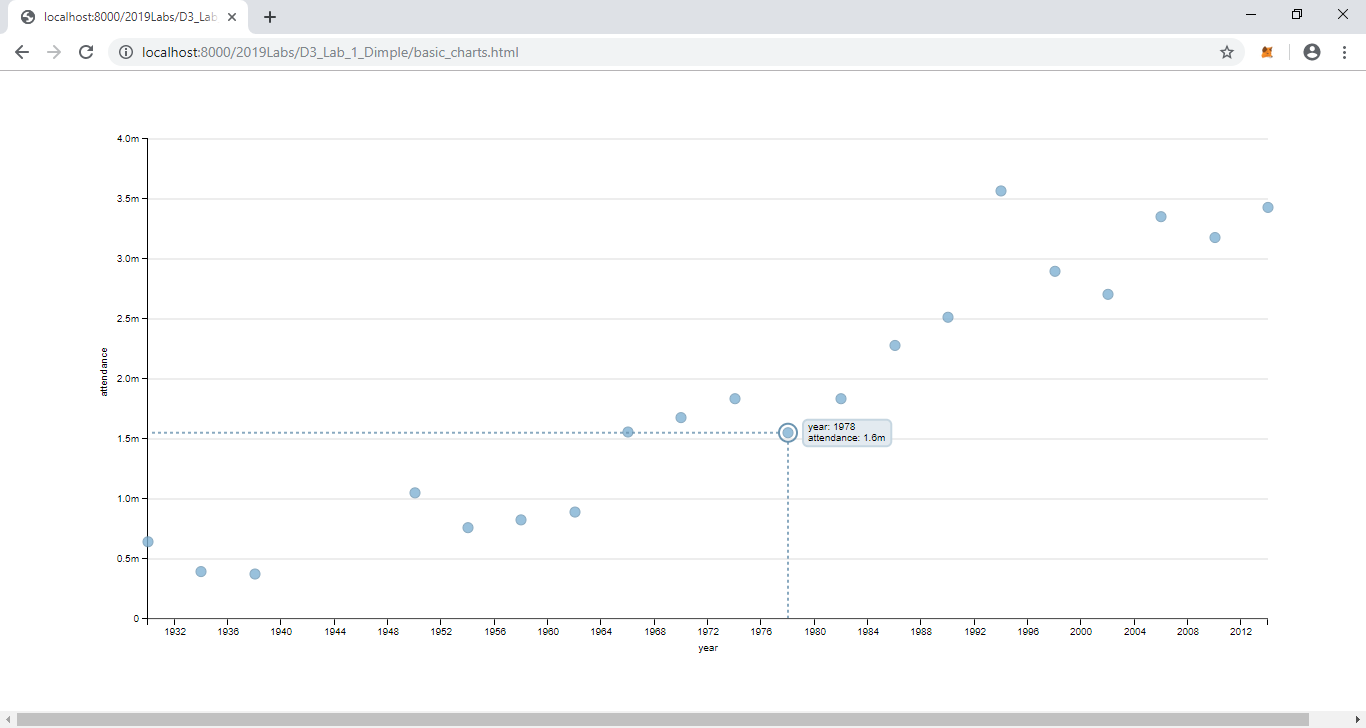 localhost:8000/2019Labs/D3_Lab
localhost:8000/2019Labs/D3_Lab_1_Dimple/basic_charts.html
4.0m
3.5m
3.0m
2.5m
2.0m
1.5m
1.0m
0.5m
0
attendance
year: 1978
attendance: 1.6m
1932 1936 1940 1944 1948 1952 1956 1960 1964 1968 1972 1976 1980 1984 1988 1992 1996 2000 2004 2008 2012
year